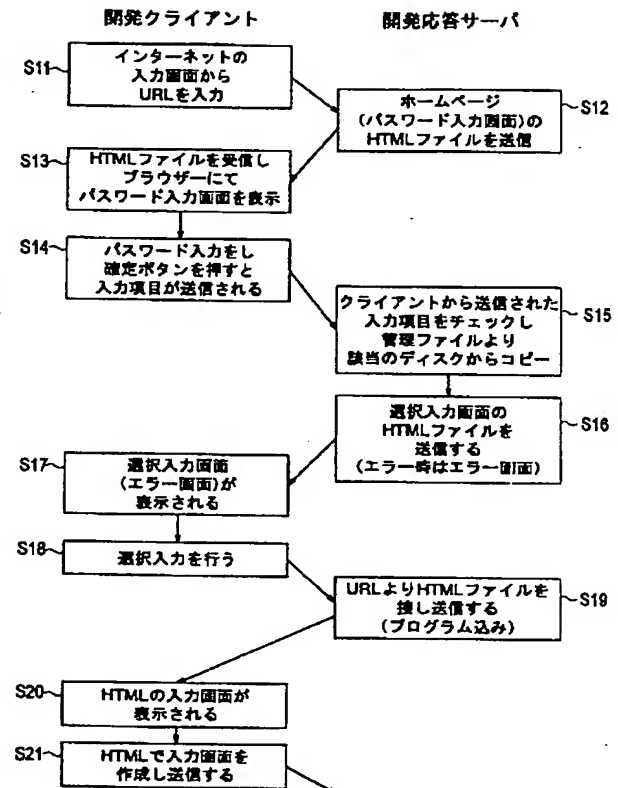 開発クライアント
開発応答サーバ
S11
インターネットの
入力画面から
URLを入力
S12
ホームページ
(パスワード入力画面)の
HTMLファイルを送信
S13
HTMLファイルを受信し
ブラウザーにて
パスワード入力画面を表示
S14
パスワード入力をし
確定ボタンを押すと
入力項目が送信される
S15
クライアントから送信された
入力項目をチェックし
管理ファイルより
該当のディスクからコピー
S16
選択入力画面の
HTMLファイルを
送信する
(エラー時はエラー画面)
S17
選択入力画面
(エラー画面)が
表示される
S18
選択入力を行う
S19
URLよりHTMLファイルを
捜し送信する
(プログラム込み)
S20
HTMLの入力画面が
表示される
S21
HTMLで入力画面を
作成し送信する